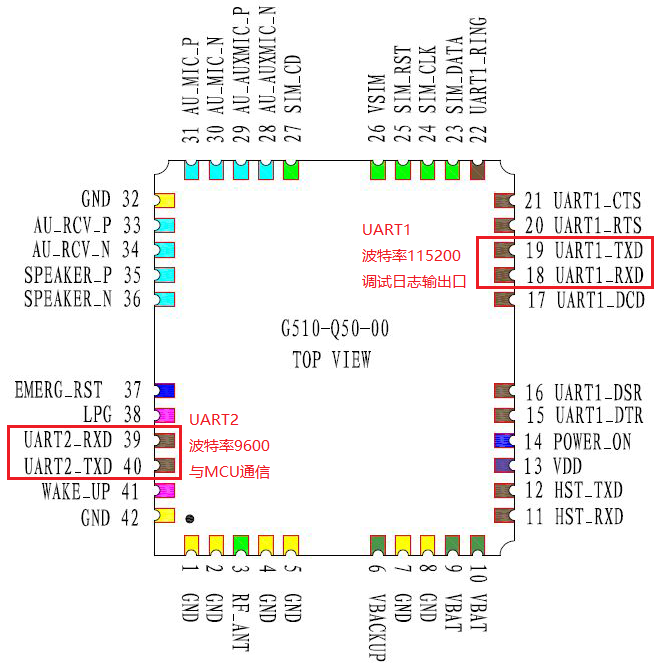 31 AU_MIC_P
30 AU_MIC_N
29 AU-AUXMIC_P
28 AU-AUXMIC_N
27 SIM_CD
26 VSIM
25 SIM_RST
24 SIM_CLK
23 SIM_DATA
22 UART1_RING
GND 32
AU_RCV_P 33
AU_RCV_N 34
SPEAKER_P 35
SPEAKER_N 36
UART1
波特率115200
调试日志输出口
21 UART1_CTS
20 UART1_RTS
19 UART1_TXD
18 UART1_RXD
17 UART1_DCD
G510-Q50-00
TOP VIEW
EMERG_RST 37
LPG 38
UART2_RXD 39
UART2_TXD 40
WAKE_UP 41
GND 42
UART2
波特率9600
与MCU通信
16 UART1_DSR
15 UART1_DTR
14 POWER_ON
13 VDD
12 HST_TXD
11 HST_RXD
1 GND
2 GND
3 RF_ANT
4 GND
5 GND
6 VBACKUP
7 GND
8 GND
9 VBAT
10 VBAT